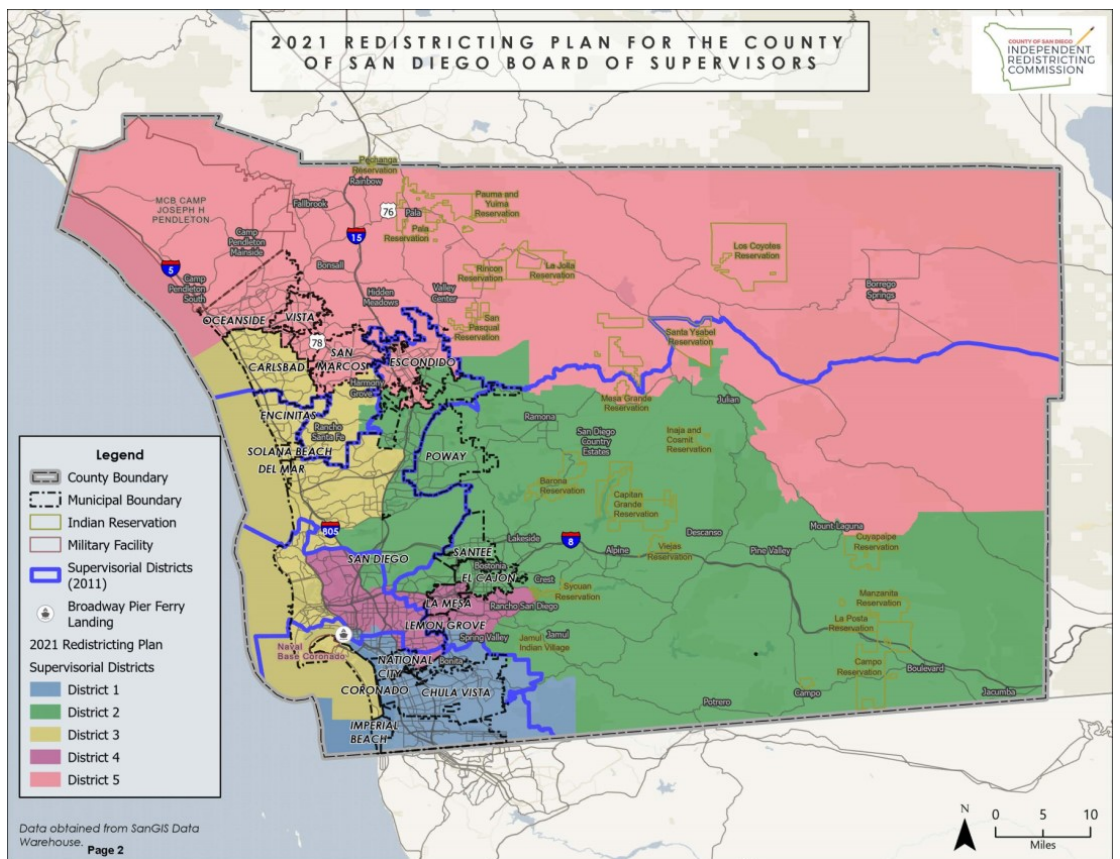 2021 REDISTRICTING PLAN FOR THE COUNTY
OF SAN DIEGO BOARD OF SUPERVISORS
COUNTY OF SAN DIEGO
INDEPENDENT
REDISTRICTING
COMMISSION
Pechanga
Reservation
Rainbow
MCB CAMP
JOSEPH H
PENDLETON
Fallbrook
76
Pala
Pauma and
Yuima
Reservation
Pala
Reservation
Camp
Pendleton
Mainside
15
Los Coyotes
Reservation
5
Camp
Pendleton
South
Bonsall
Rincon
Reservation
La Jolla
Reservation
Hidden
Meadows
Valley
Center
Borrego
Springs
OCEANSIDE
VISTA
San
Pasqual
Reservation
78
SAN
MARCOS
ESCONDIDO
Santa Ysabel
Reservation
CARLSBAD
Harmony
Grove
Mesa Grande
Reservation
Julian
ENCINITAS
Rancho
Santa Fe
Ramona
San Diego
Country
Estates
Inaja and
Cosmit
Reservation
SOLANA BEACH
DEL MAR
POWAY
Barona
Reservation
Capitan
Grande
Reservation
805
Lakeside
8
Descanso
Mount Laguna
SAN DIEGO
SANTEE
Alpine
Viejas
Reservation
Pine Valley
Cuyapaipe
Reservation
Bostonia
EL CAJON
Crest
Sycuan
Reservation
Manzanita
Reservation
LA MESA
Rancho San Diego
La Posta
Reservation
LEMON GROVE
Spring Valley
Jamul
Indian Village
Jamul
Naval
Base Coronado
NATIONAL
CITY
Bonita
Campo
Reservation
Boulevard
CORONADO
CHULA VISTA
Potrero
Campo
Jacumba
IMPERIAL
BEACH
Legend
County Boundary
Municipal Boundary
Indian Reservation
Military Facility
Supervisorial Districts
(2011)
Broadway Pier Ferry
Landing
2021 Redistricting Plan
Supervisorial Districts
District 1
District 2
District 3
District 4
District 5
Data obtained from SanGIS Data
Warehouse.
Page 2
N
0 5 10
Miles